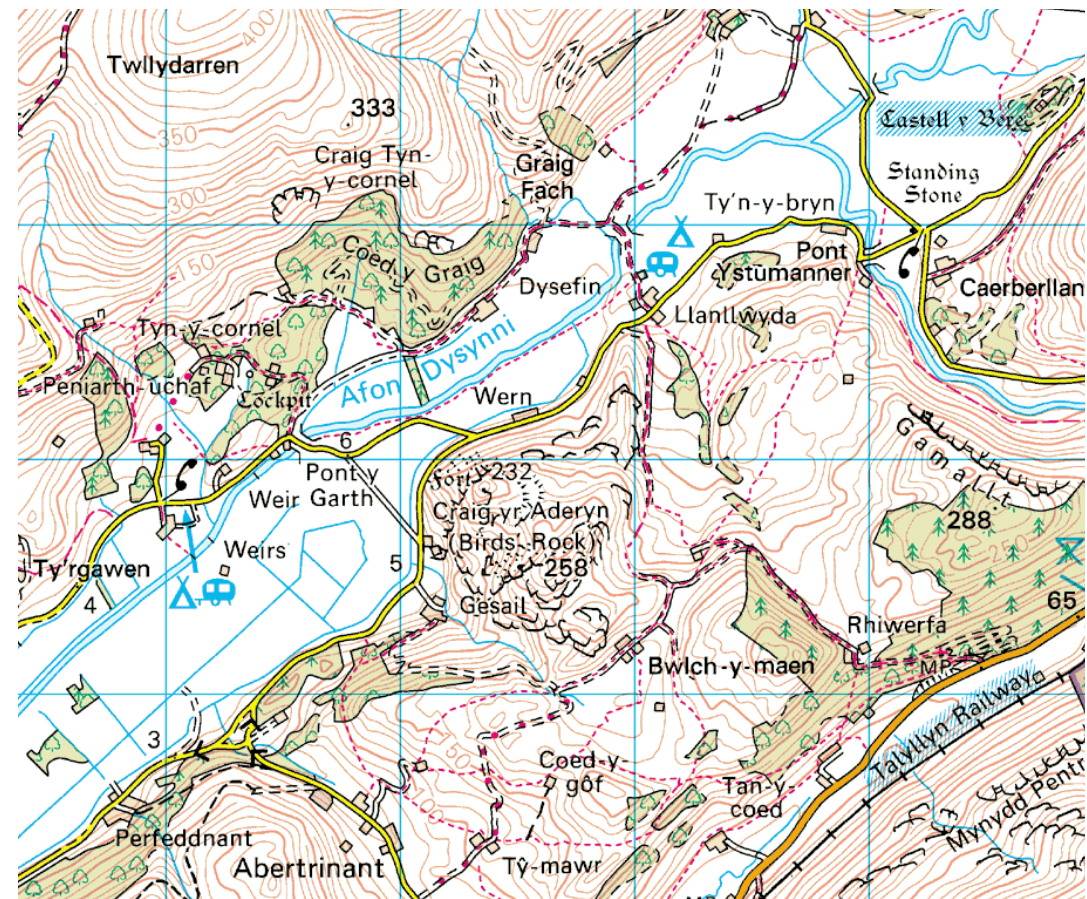 400
Twllydarren
333
350
Craig Tyn-
y-cornel
Graig
Fach
Castell y Bere
Standing
Stone
300
Ty'n-y-bryn
Coed y Graig
Pont
Ystumanner
150
Dysefin
Caerberllan
Llanllwyda
Tyn-y-cornel
Peniarth-uchaf
Cockpit
Afon Dysynni
Wern
Gamallt
6
Pont y
Garth
Fort
232
Weir
Craig yr Aderyn
(Birds' Rock)
288
258
Weirs
Ty'rgawen
5
4
Gesail
65
Rhiwerfa
Bwlch-y-maen
MP
Talyllyn Railway
3
150
Coed-y-
gôf
Tan-y-
coed
Perfeddnant
Mynydd Pentre
Abertrinant
Tŷ-mawr